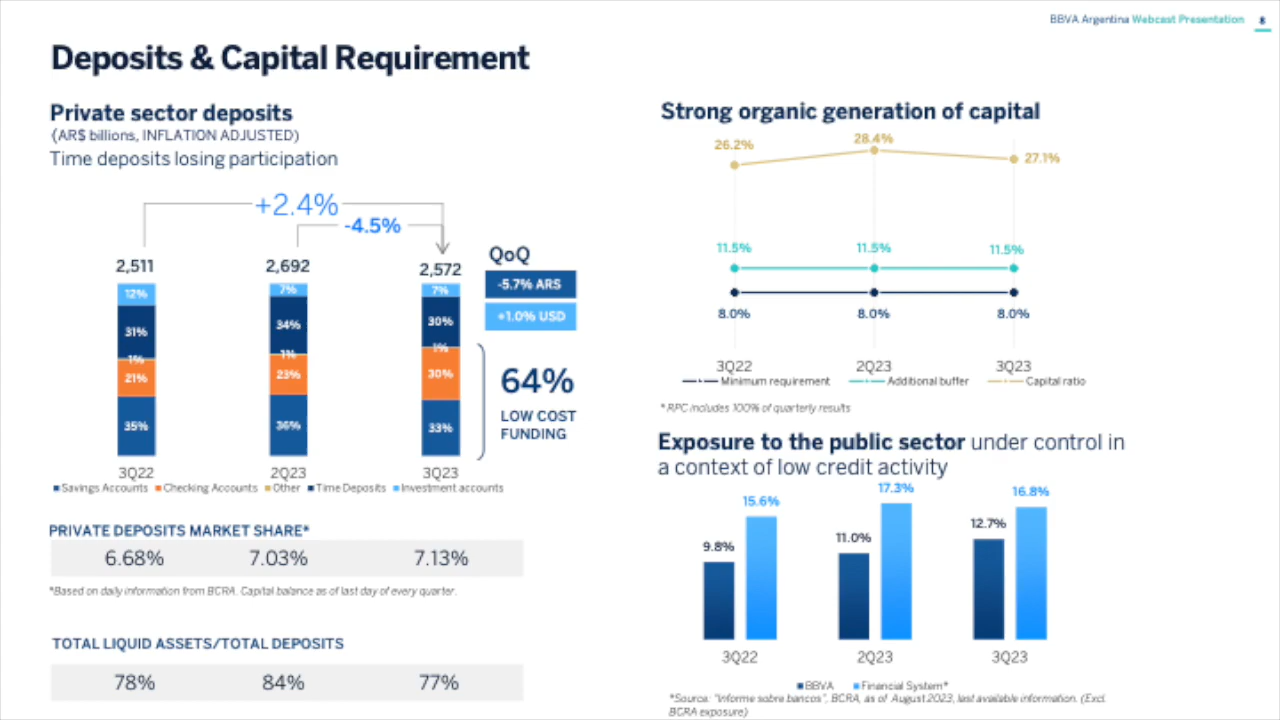 BBVA Argentina Webcast Presentation 8
Deposits & Capital Requirement
Private sector deposits
(AR$ billions, INFLATION ADJUSTED)
Time deposits losing participation
+2.4%
-4.5%
2,511
2,692
2,572
QoQ
-5.7% ARS
+1.0% USD
12%
7%
7%
31%
34%
30%
1%
1%
1%
21%
23%
30%
35%
36%
33%
64%
LOW COST
FUNDING
3Q22
2Q23
3Q23
Savings Accounts Checking Accounts Other Time Deposits Investment accounts
PRIVATE DEPOSITS MARKET SHARE*
6.68% 7.03% 7.13%
*Based on daily information from BCRA. Capital balance as of last day of every quarter.
TOTAL LIQUID ASSETS/TOTAL DEPOSITS
78% 84% 77%
Strong organic generation of capital
26.2%
28.4%
27.1%
11.5%
11.5%
11.5%
8.0%
8.0%
8.0%
3Q22
2Q23
3Q23
Minimum requirement Additional buffer Capital ratio
* RPC includes 100% of quarterly results
Exposure to the public sector under control in
a context of low credit activity
9.8%
15.6%
11.0%
17.3%
12.7%
16.8%
3Q22
2Q23
3Q23
BBVA Financial System*
*Source: "Informe sobre bancos", BCRA, as of August 2023, last available information. (Excl.
BCRA exposure)